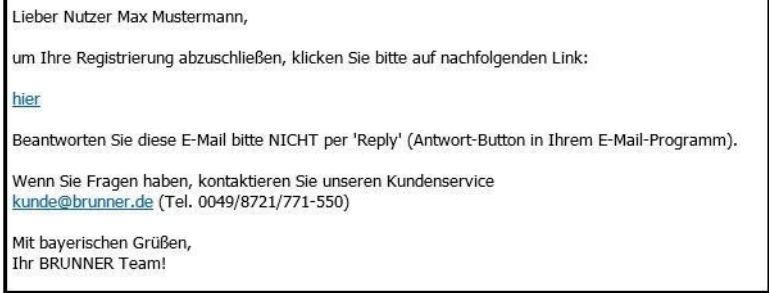 Lieber Nutzer Max Mustermann,
um Ihre Registrierung abzuschließen, klicken Sie bitte auf nachfolgenden Link:
hier
Beantworten Sie diese E-Mail bitte NICHT per 'Reply' (Antwort-Button in Ihrem E-Mail-Programm).
Wenn Sie Fragen haben, kontaktieren Sie unseren Kundenservice
kunde@brunner.de (Tel. 0049/8721/771-550)
Mit bayerischen Grüßen,
Ihr BRUNNER Team!